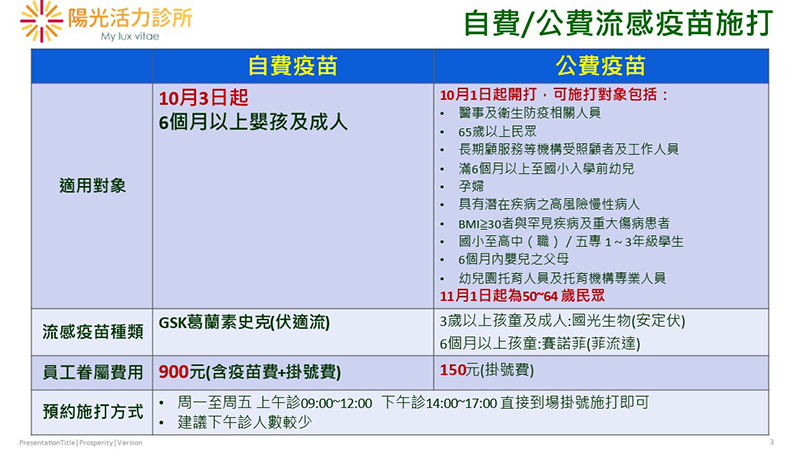 陽光活力診所
My lux vitae
自費/公費流感疫苗施打
自費疫苗
公費疫苗
適用對象
10月3日起
6個月以上嬰孩及成人
10月1日起開打，可施打對象包括：
• 醫事及衛生防疫相關人員
• 65歲以上民眾
• 長期顧服務等機構受照顧者及工作人員
• 滿6個月以上至國小入學前幼兒
• 孕婦
• 具有潛在疾病之高風險慢性病人
• BMI≧30者與罕見疾病及重大傷病患者
• 國小至高中（職）/ 五專 1 ~ 3年級學生
• 6個月內嬰兒之父母
• 幼兒園托育人員及托育機構專業人員
11月1日起為50~64 歲民眾
流感疫苗種類
GSK葛蘭素史克(伏適流)
3歲以上孩童及成人:國光生物(安定伏)
6個月以上孩童:賽諾菲(菲流達)
員工眷屬費用
900元(含疫苗費+掛號費)
150元(掛號費)
預約施打方式
• 周一至周五 上午診09:00~12:00 下午診14:00~17:00 直接到場掛號施打即可
• 建議下午診人數較少
PresentationTitle | Prosperity | Version
3